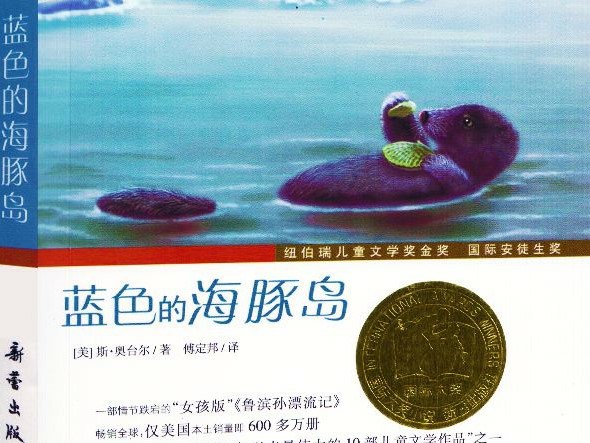 蓝色的海豚岛
新蕾出版
纽伯瑞儿童文学奖金奖 国际安徒生奖
蓝色的海豚岛
[美]斯·奥台尔/著 傅定邦/译
国际大奖
一部情节跌宕的“女孩版”《鲁滨孙漂流记》
畅销全球,仅美国本土销量即 600 多万册
10 部儿童文学作品”之一